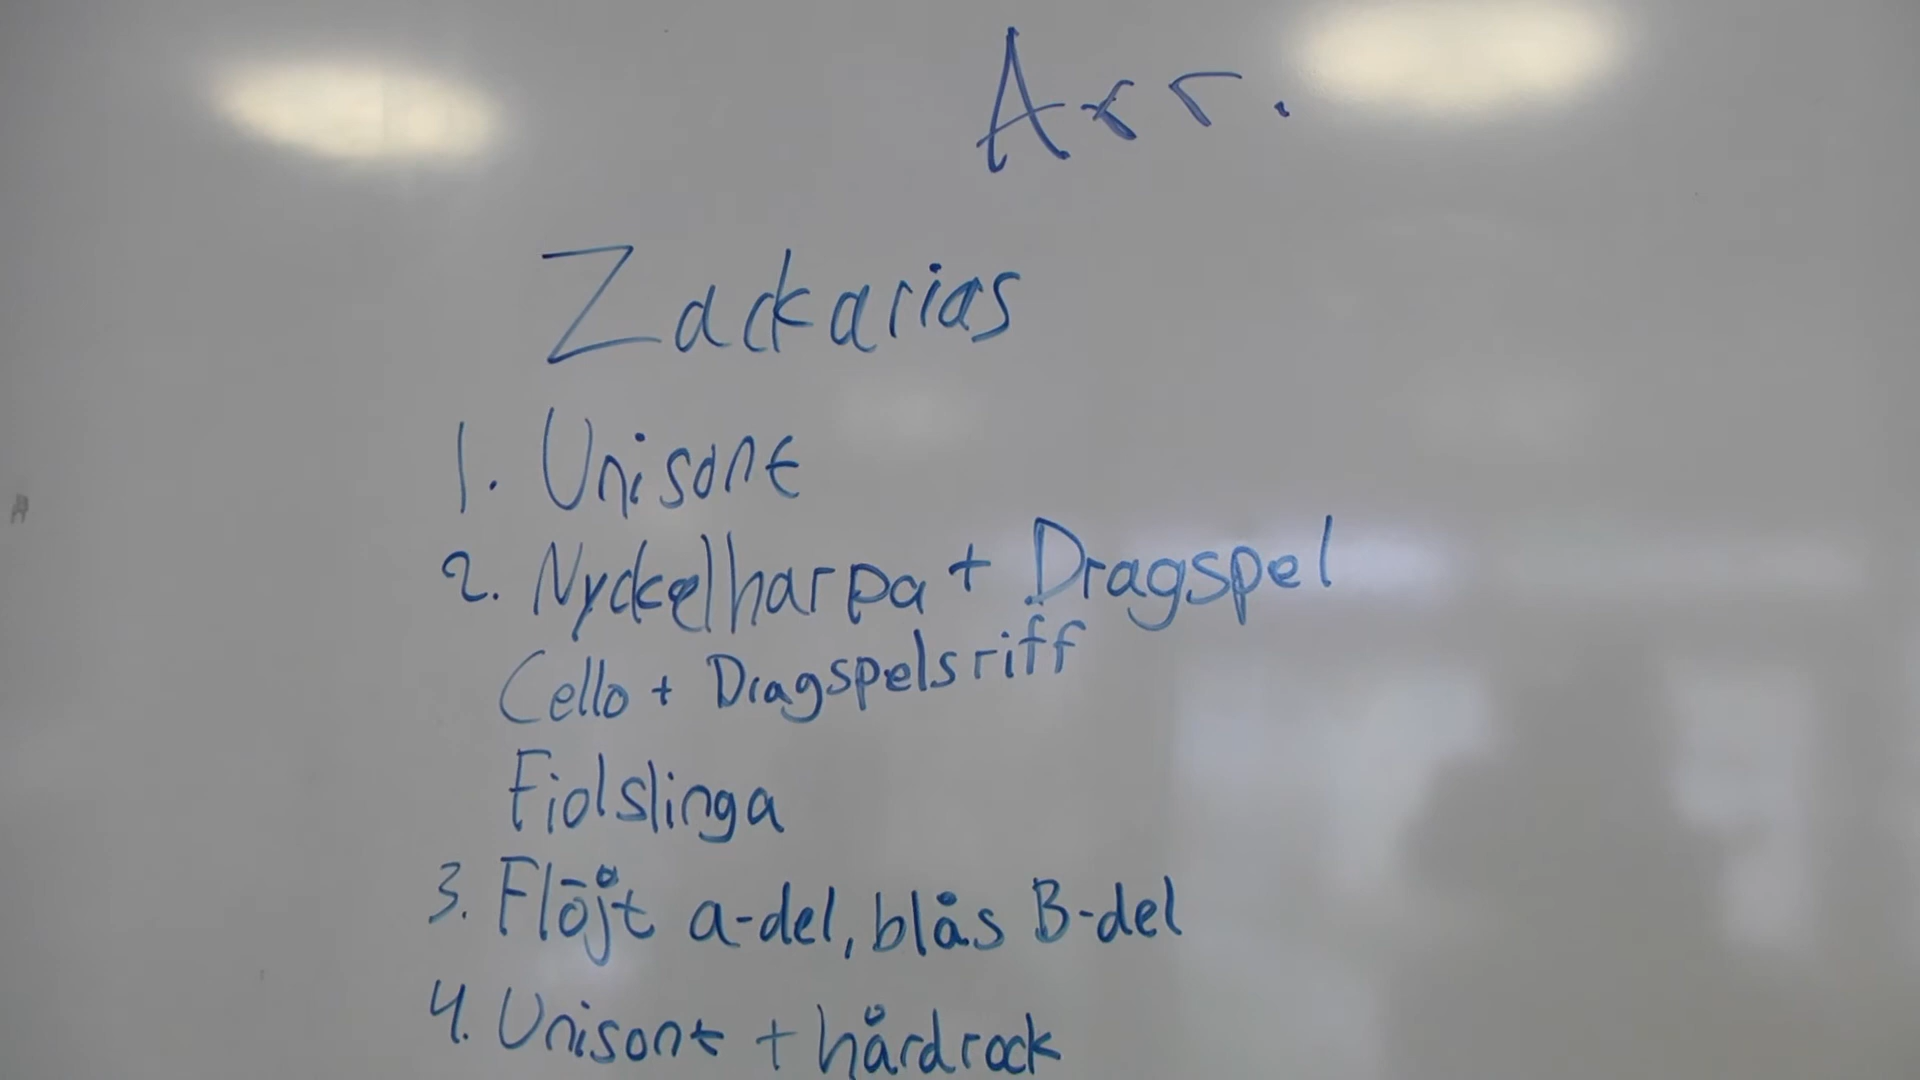 Arr.
Zackarias
1. Unisont
2. Nyckelharpa + Dragspel
Cello + Dragspelsriff
Fiolslinga
3. Flöjt a-del, blås B-del
4. Unisont + hårdrock